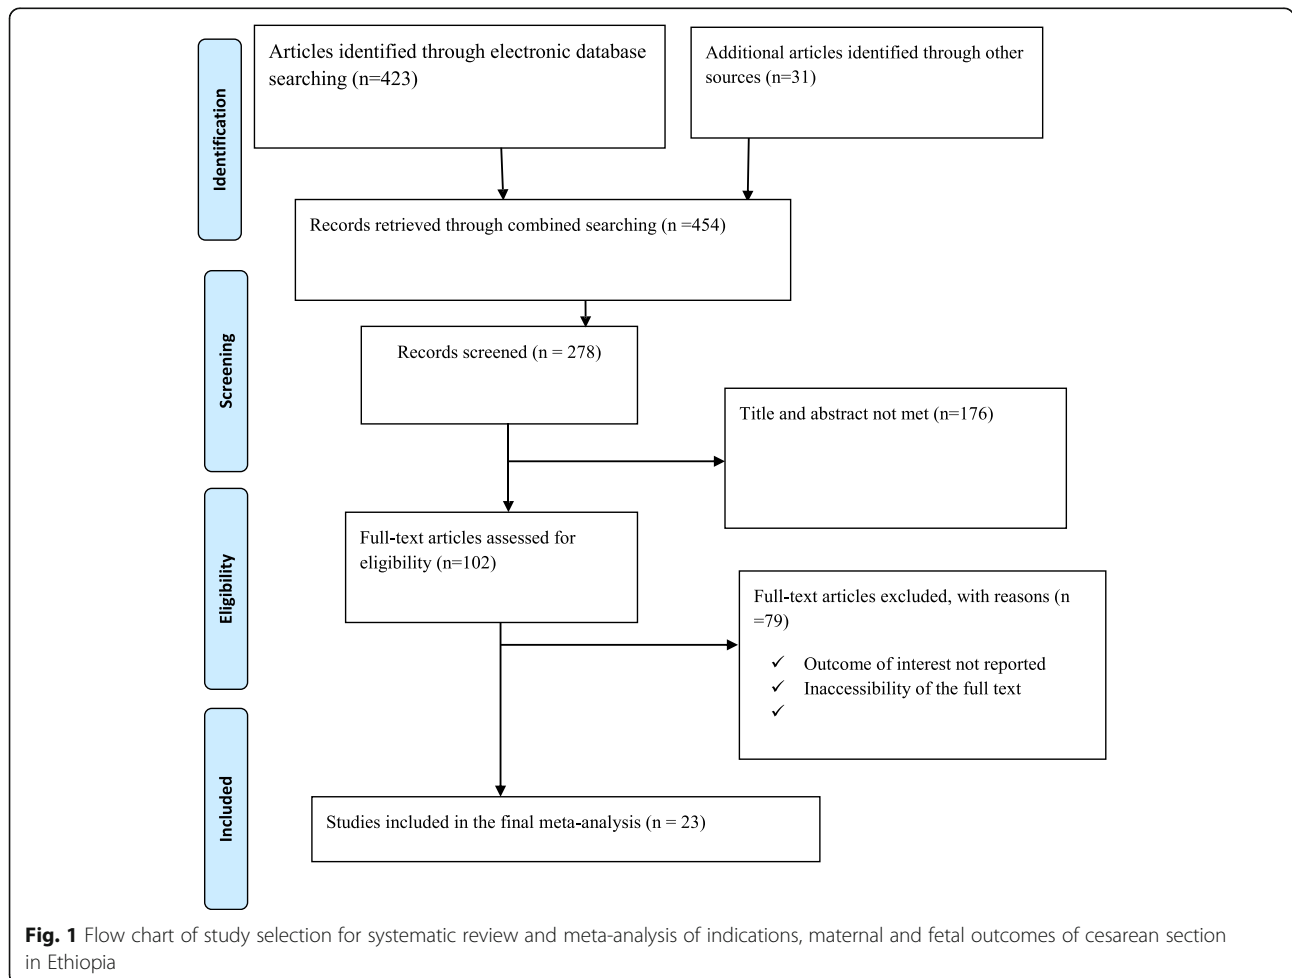 Identification
Articles identified through electronic database
searching (n=423)
Additional articles identified through other
sources (n=31)
Records retrieved through combined searching (n =454)
Screening
Records screened (n = 278)
Title and abstract not met (n=176)
Eligibility
Full-text articles assessed for
eligibility (n=102)
Full-text articles excluded, with reasons (n
=79)
✓ Outcome of interest not reported
✓ Inaccessibility of the full text
✓
Included
Studies included in the final meta-analysis (n = 23)
Fig. 1 Flow chart of study selection for systematic review and meta-analysis of indications, maternal and fetal outcomes of cesarean section
in Ethiopia